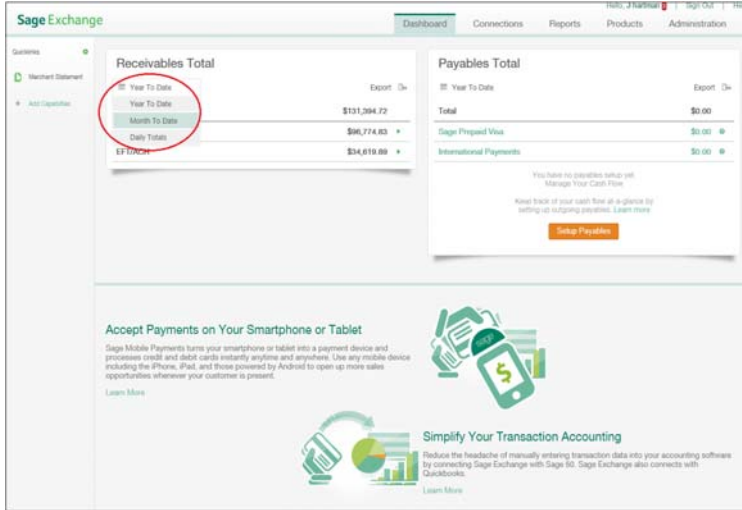 Hello, J hartman 2 | Sign Out |
Sage Exchange
Dashboard Connections Reports Products Administration
Quicklinks
Merchant Statement
+ Add Capabilities
Receivables Total
Year To Date Export
Year To Date
Month To Date
Daily Totals
$131,394.72
$96,774.83
EFT/ACH $34,619.89
Payables Total
Year To Date Export
Total $0.00
Sage Prepaid Visa $0.00
International Payments $0.00
You have no payables setup yet
Manage Your Cash Flow
Keep track of your cash flow at-a-glance by
setting up outgoing payables. Learn more
Setup Payables
Accept Payments on Your Smartphone or Tablet
Sage Mobile Payments turns your smartphone or tablet into a payment device and
processes credit and debit cards instantly anytime and anywhere. Use any mobile device
including the iPhone, iPad, and those powered by Android to open up more sales
opportunities whenever your customer is present.
Learn More
sage
$
Simplify Your Transaction Accounting
Reduce the headache of manually entering transaction data into your accounting software
by connecting Sage Exchange with Sage 50. Sage Exchange also connects with
Quickbooks.
Learn More